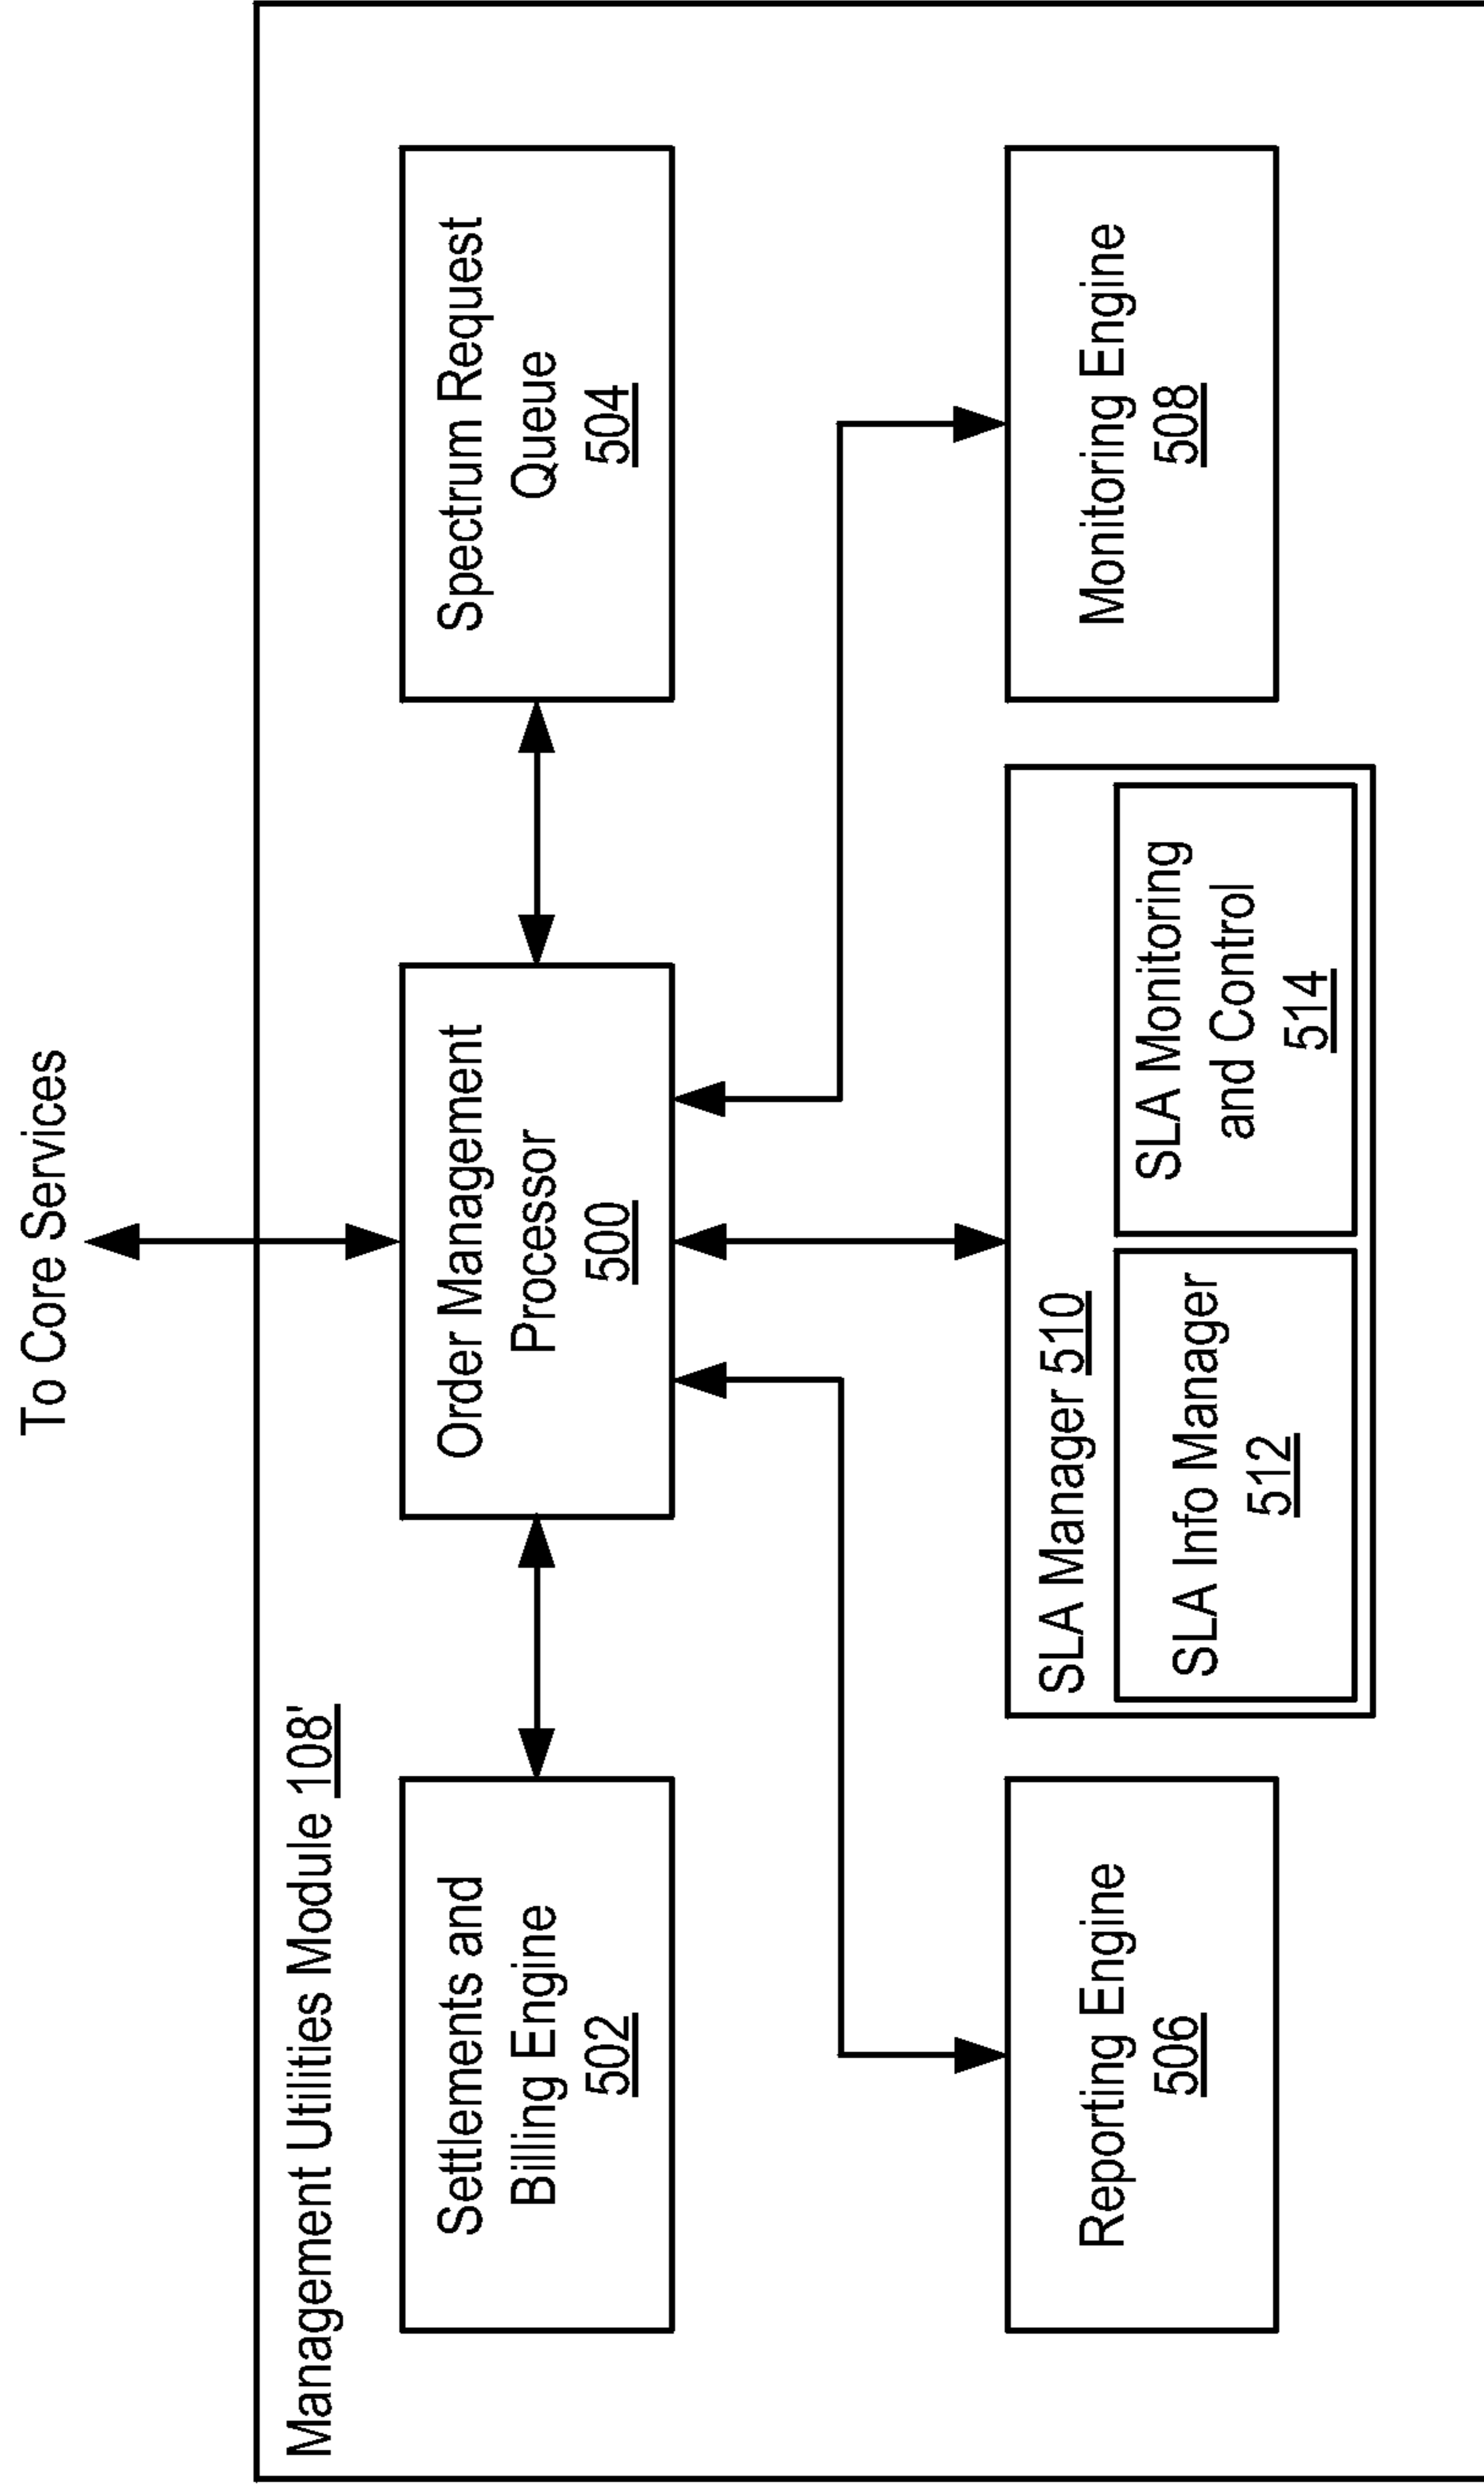 To Core Services
Management Utilities Module 108'
Settlements and
Billing Engine
502
Order Management
Processor
500
Spectrum Request
Queue
504
Reporting Engine
506
SLA Manager 510
SLA Info Manager
512
SLA Monitoring
and Control
514
Monitoring Engine
508